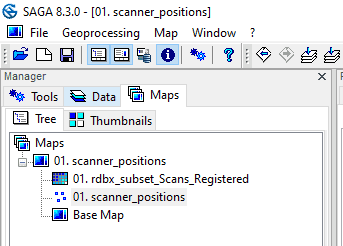 SAGA 8.3.0 - [01. scanner_positions]
File Geoprocessing Map Window ?
Manager
Tools Data Maps
Tree Thumbnails
Maps
01. scanner_positions
01. rdbx_subset_Scans_Registered
01. scanner_positions
Base Map